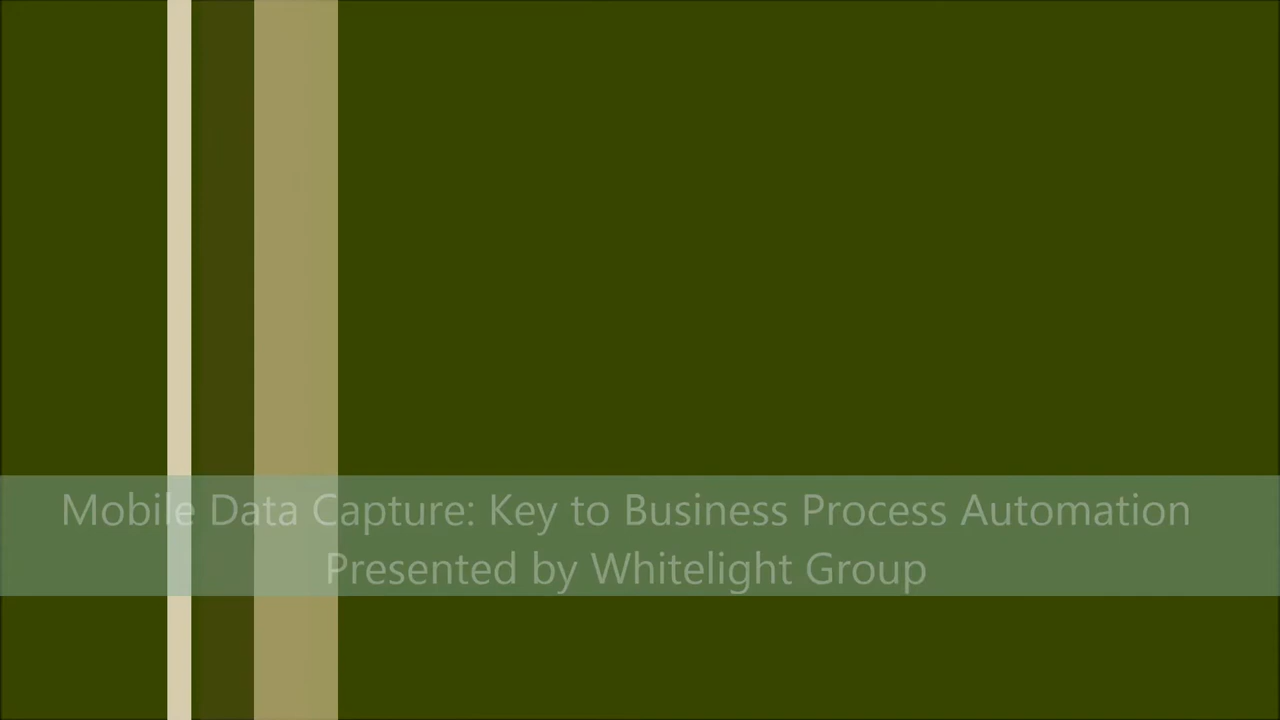 Mobile Data Capture: Key to Business Process Automation
Presented by Whitelight Group